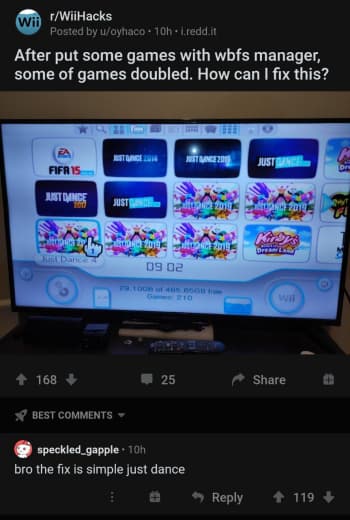 Wii
r/WiiHacks
Posted by u/oyhaco • 10h • i.redd.it
After put some games with wbfs manager,
some of games doubled. How can I fix this?
EA
FIFA 15
JUST DANCE 2014
JUST DANCE 2015
JUST DANCE
JUST DANCE
2017
JUST DANCE
JUST DANCE 2019
JUST DANCE 2019
JUST DANCE 2019
JUST DANCE 2019
Kirby's
Dream Land
Just Dance 4
09 02
29.10GB of 465.65GB free
Games: 210
Wii
168
25
Share
BEST COMMENTS
speckled_gapple • 10h
bro the fix is simple just dance
Reply
119